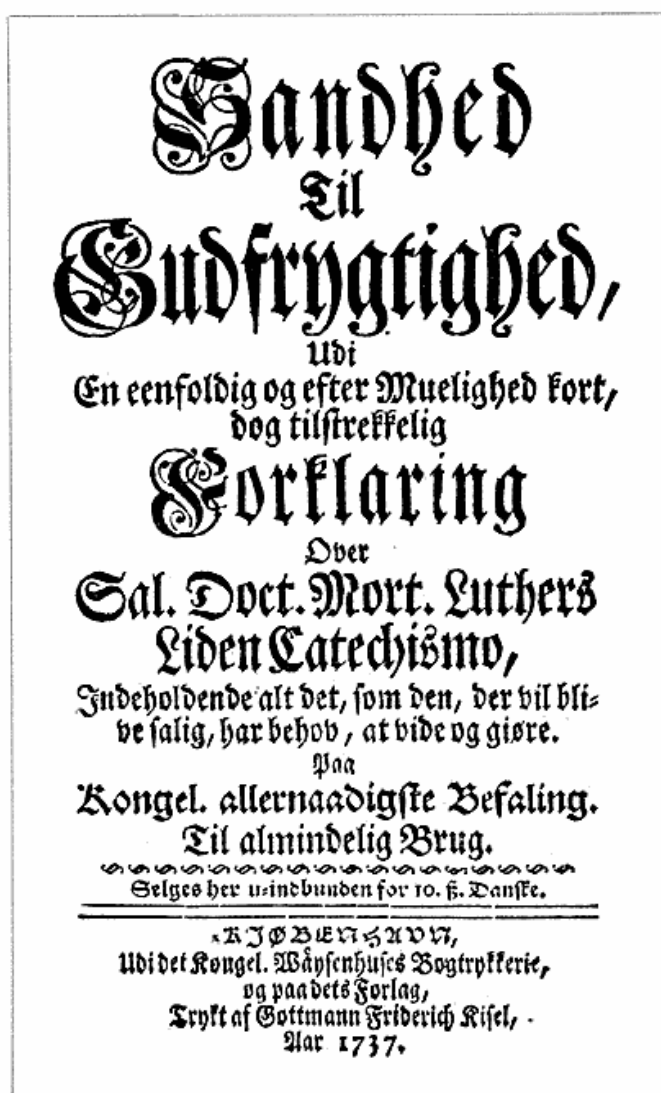 Sandhed
Til
Gudfrygtighed,
Udi
En eenfoldig og efter Muelighed kort,
dog tilstrekkelig
Forklaring
Over
Sal. Doct. Mort. Luthers
Liden Catechismo,
Indeholdende alt det, som den, der vil bli-
ve salig, har behov, at vide og giøre.
Paa
Kongel. allernaadigste Befaling.
Til almindelig Brug.
Selges her u-indbunden for 10. ß. Danske.
KJØBENHAVN,
Udi det Kongel. Wäysenhuses Bogtrykkerie,
og paa dets Forlag,
Trykt af Gottmann Friderich Kisel,
Aar 1737.